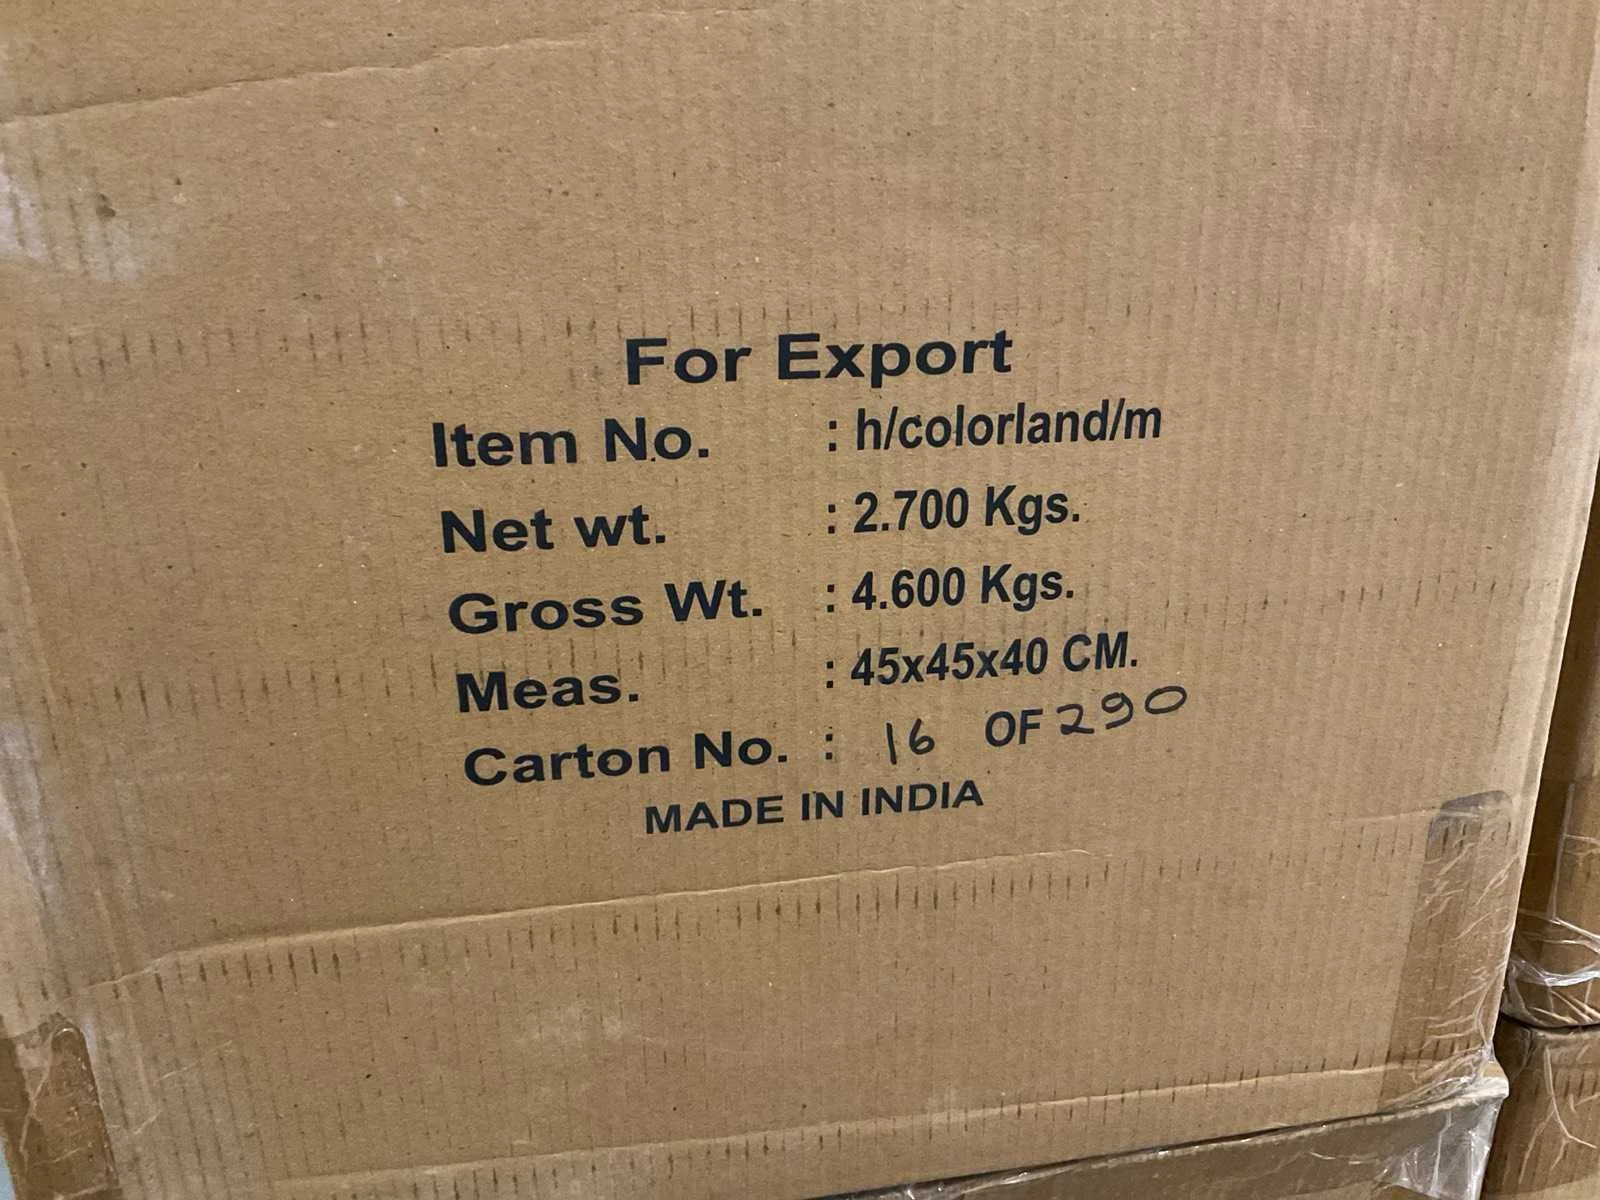 For Export
Item No. : h/colorland/m
Net wt. : 2.700 Kgs.
Gross Wt. : 4.600 Kgs.
Meas. : 45x45x40 CM.
Carton No. : 16 OF 290
MADE IN INDIA